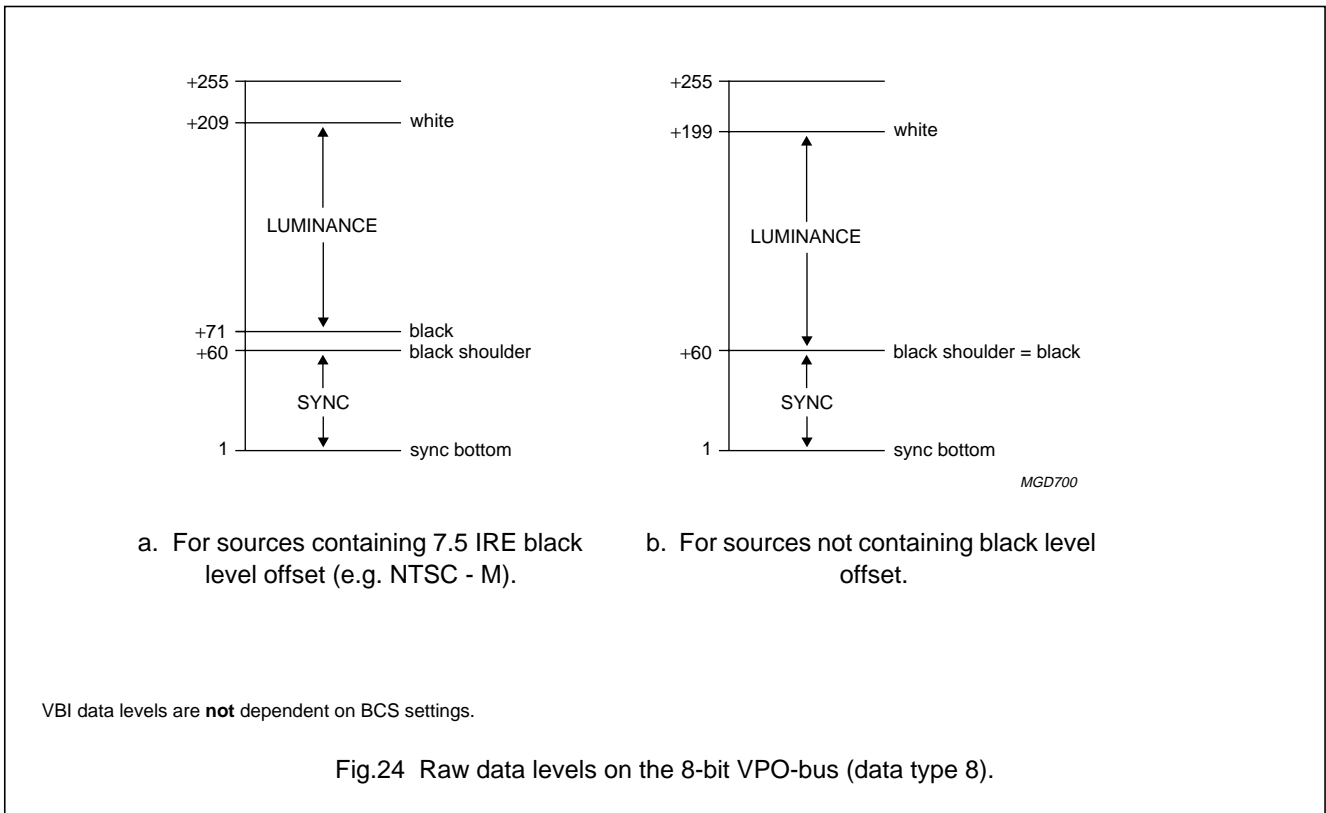 +255
+209
white
LUMINANCE
+71
black
+60
black shoulder
SYNC
1
sync bottom
a. For sources containing 7.5 IRE black
level offset (e.g. NTSC - M).
+255
+199
white
LUMINANCE
+60
black shoulder = black
SYNC
1
sync bottom
MGD700
b. For sources not containing black level
offset.
VBI data levels are not dependent on BCS settings.
Fig.24 Raw data levels on the 8-bit VPO-bus (data type 8).